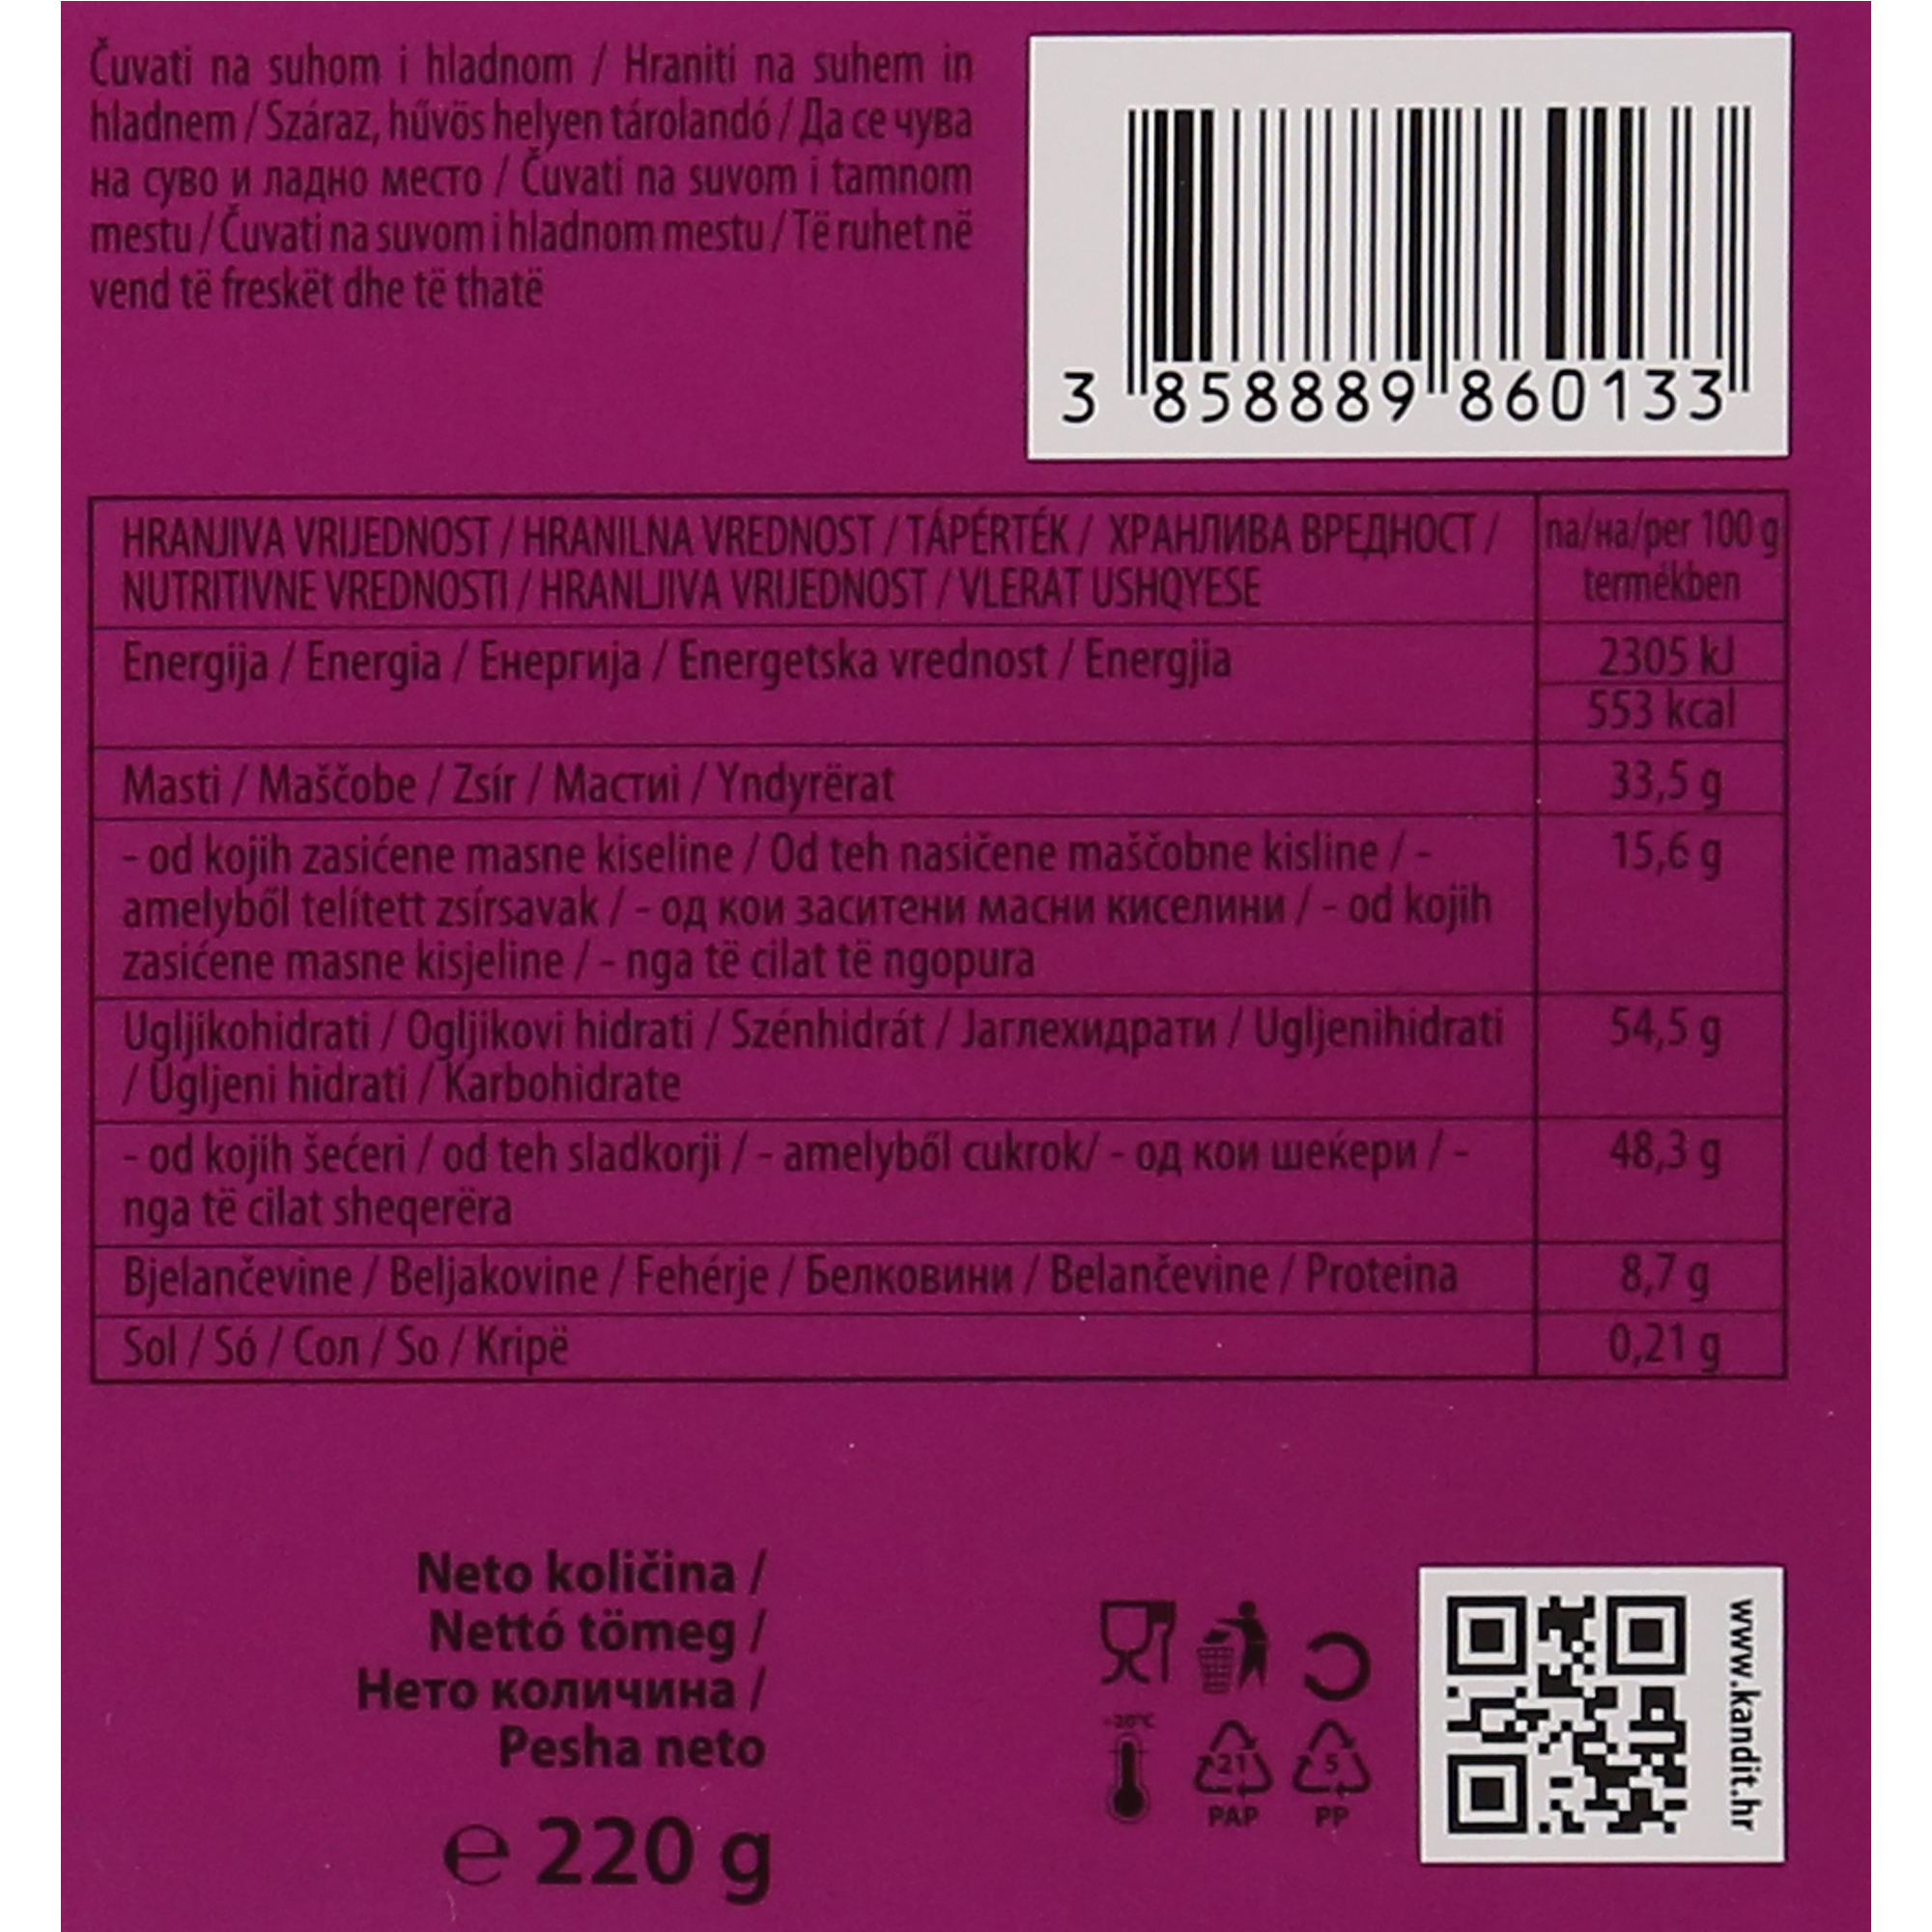 Čuvati na suhom i hladnom / Hraniti na suhem in
hladnem / Száraz, hűvös helyen tárolandó / Да се чува
на суво и ладно место / Čuvati na suvom i tamnom
mestu / Čuvati na suvom i hladnom mestu / Të ruhet në
vend të freskët dhe të thatë
3 858889 860133
HRANJIVA VRIJEDNOST / HRANILNA VREDNOST / TÁPÉRTÉK / ХРАНЛИВА ВРЕДНОСТ /
NUTRITIVNE VREDNOSTI / HRANLJIVA VRIJEDNOST / VLERAT USHQYESE
na/на/per 100 g
termékben
Energija / Energia / Енергија / Energetska vrednost / Energjia
2305 kJ
553 kcal
Masti / Maščobe / Zsír / Мастиi / Yndyrërat
33,5 g
- od kojih zasićene masne kiseline / Od teh nasičene maščobne kisline / -
amelyből telített zsírsavak / - од кои заситени масни киселини / - od kojih
zasićene masne kisjeline / - nga të cilat të ngopura
15,6 g
Ugljikohidrati / Ogljikovi hidrati / Szénhidrát / Јаглехидрати / Ugljenihidrati
/ Ugljeni hidrati / Karbohidrate
54,5 g
- od kojih šećeri / od teh sladkorji / - amelyből cukrok/ - од кои шеќери / -
nga të cilat sheqerëra
48,3 g
Bjelančevine / Beljakovine / Fehérje / Белковини / Belančevine / Proteina
8,7 g
Sol / Só / Сол / So / Kripë
0,21 g
Neto količina /
Nettó tömeg /
Нето количина /
Pesha neto
e 220 g
+20°C
21
PAP
5
PP
www.kandit.hr